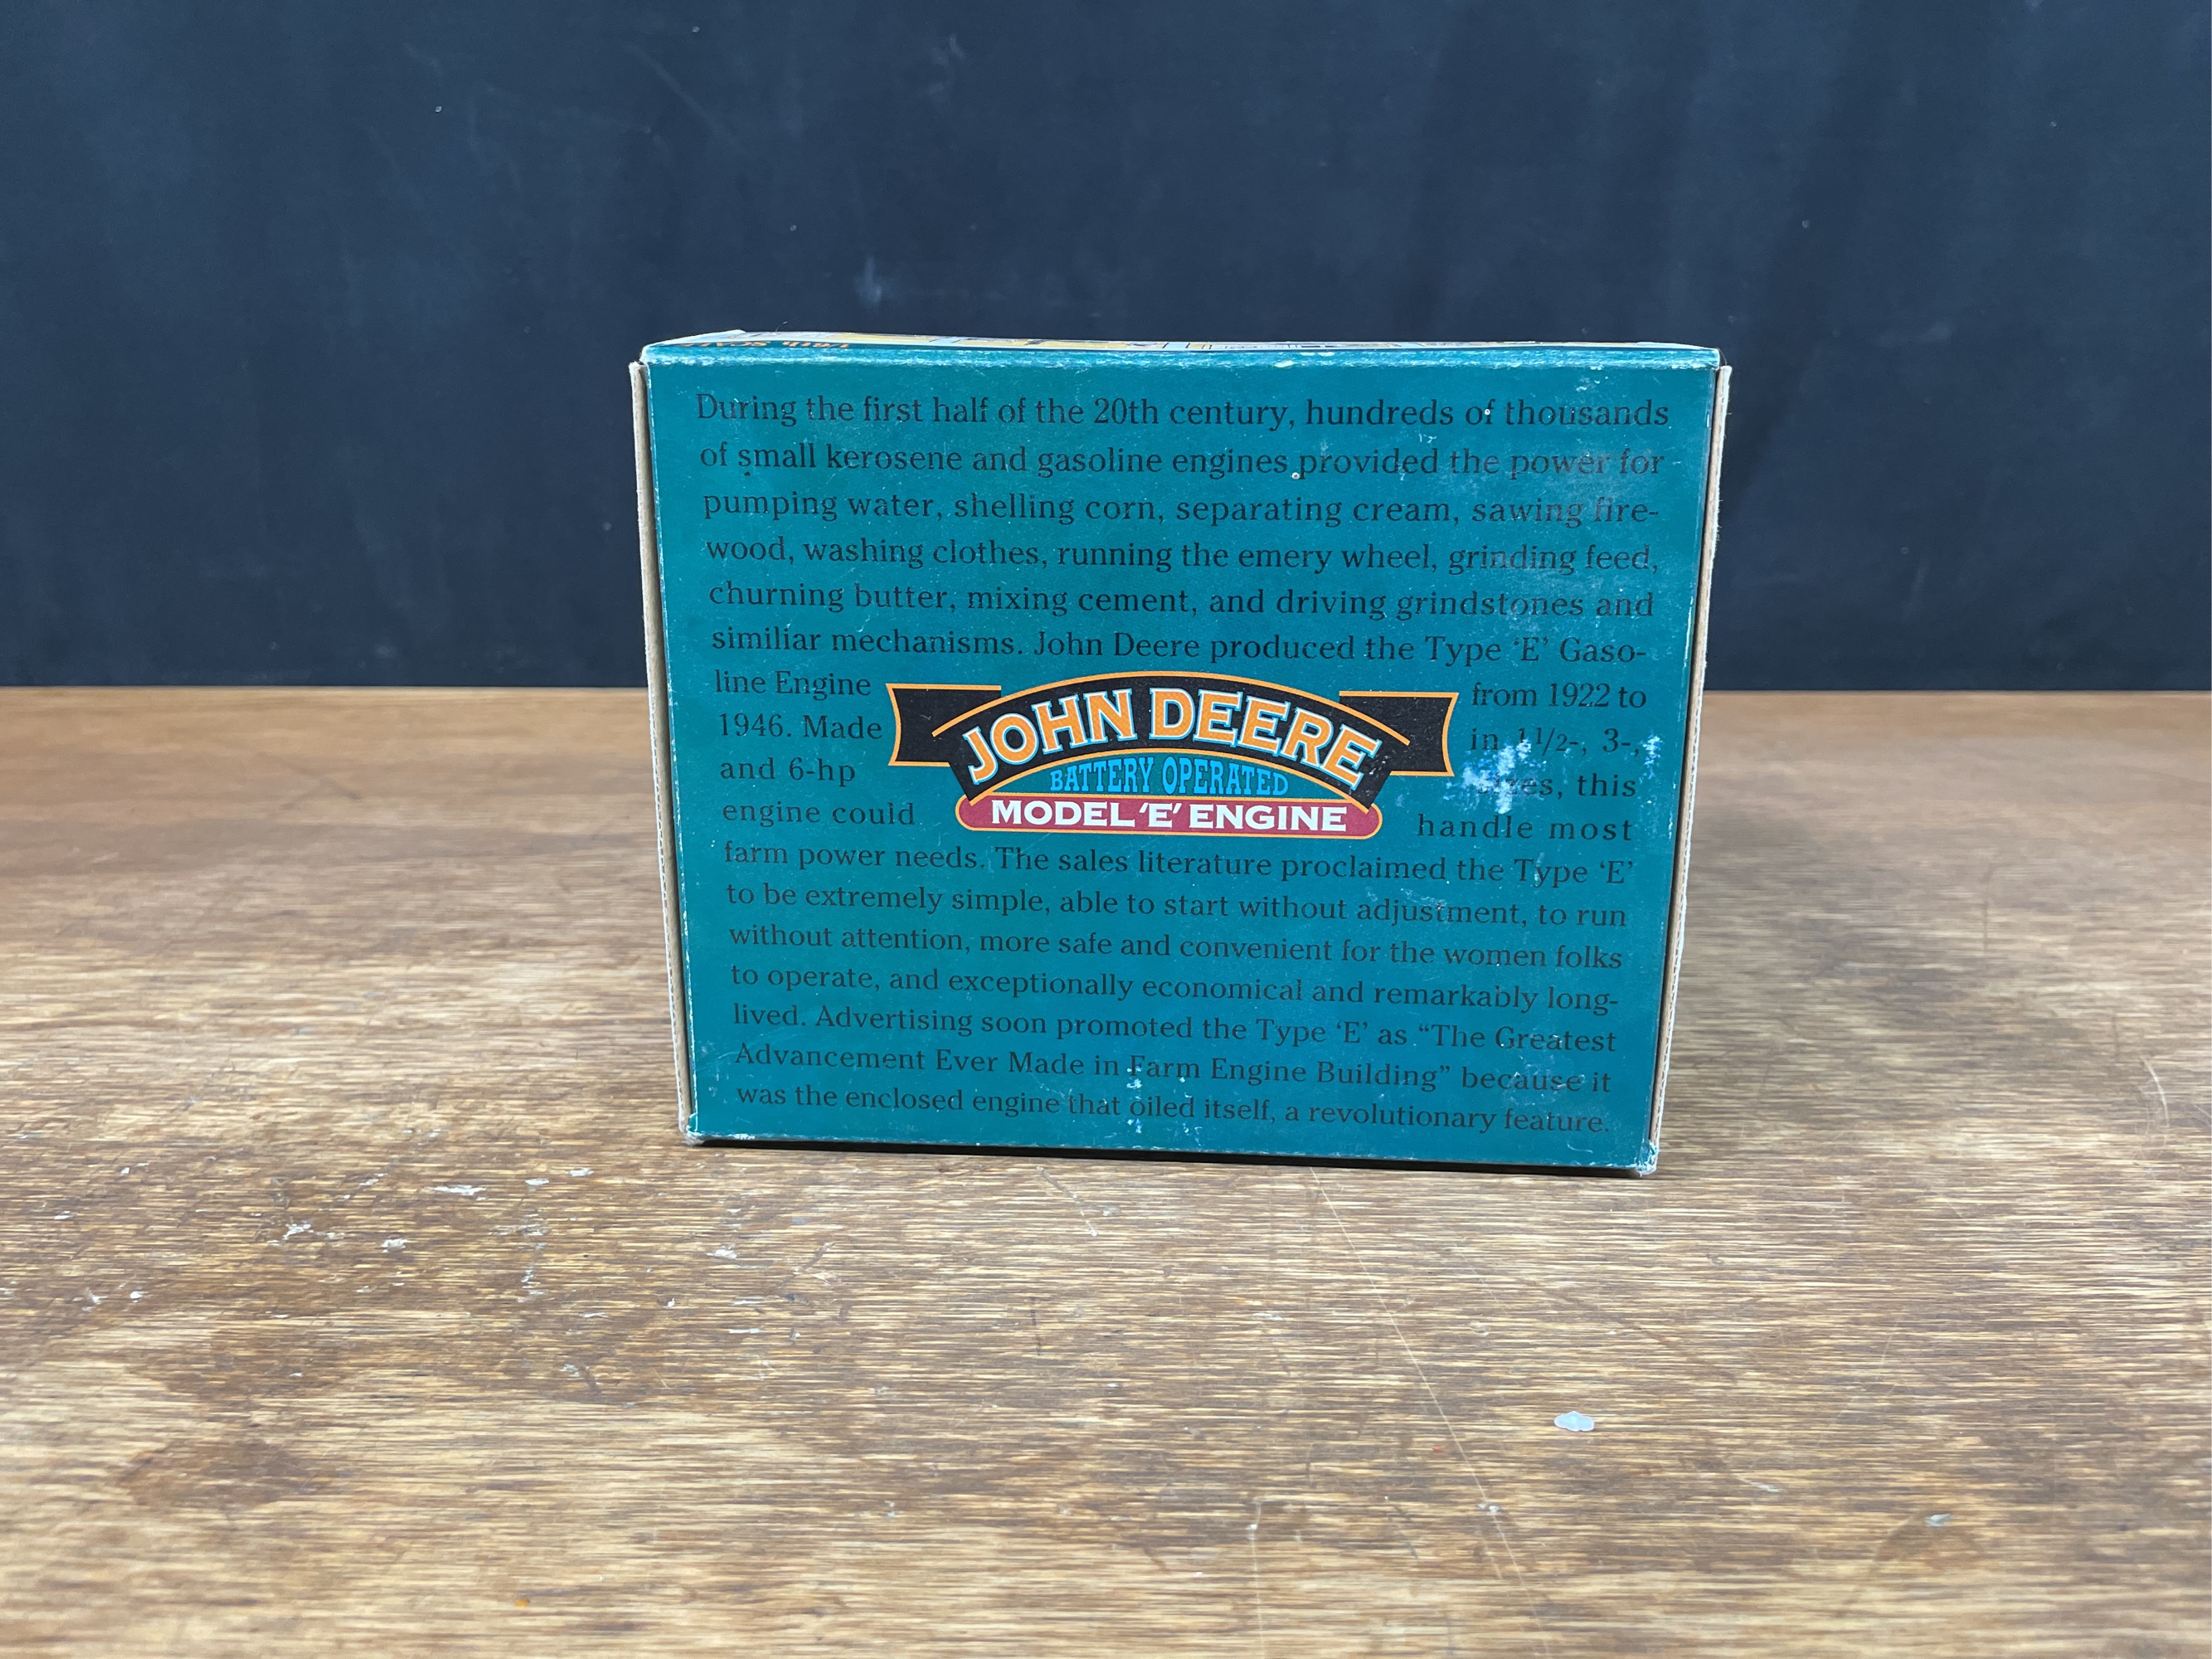 1/6th SCALE
During the first half of the 20th century, hundreds of thousands
of small kerosene and gasoline engines provided the power for
pumping water, shelling corn, separating cream, sawing fire-
wood, washing clothes, running the emery wheel, grinding feed,
churning butter, mixing cement, and driving grindstones and
similiar mechanisms. John Deere produced the Type ‘E’ Gaso-
line Engine from 1922 to
1946. Made in 1 1/2-, 3-,
and 6-hp this
engine could handle most
JOHN DEERE
BATTERY OPERATED
MODEL ‘E’ ENGINE
farm power needs. The sales literature proclaimed the Type ‘E’
to be extremely simple, able to start without adjustment, to run
without attention, more safe and convenient for the women folks
to operate, and exceptionally economical and remarkably long-
lived. Advertising soon promoted the Type ‘E’ as “The Greatest
Advancement Ever Made in Farm Engine Building” because it
was the enclosed engine that oiled itself, a revolutionary feature.